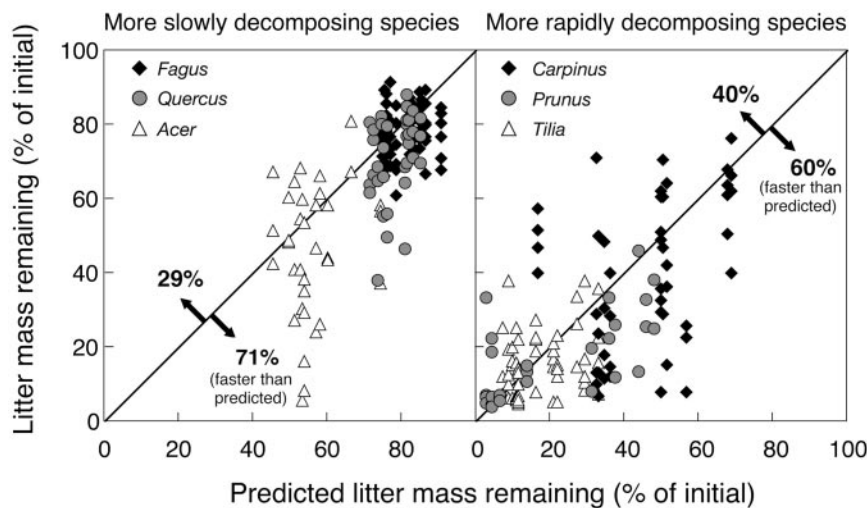 More slowly decomposing species
More rapidly decomposing species
Litter mass remaining (% of initial)
100
80
60
40
20
0
Fagus
Quercus
Acer
29%
71%
(faster than
predicted)
Carpinus
Prunus
Tilia
40%
60%
(faster than
predicted)
0 20 40 60 80 0 20 40 60 80 100
Predicted litter mass remaining (% of initial)